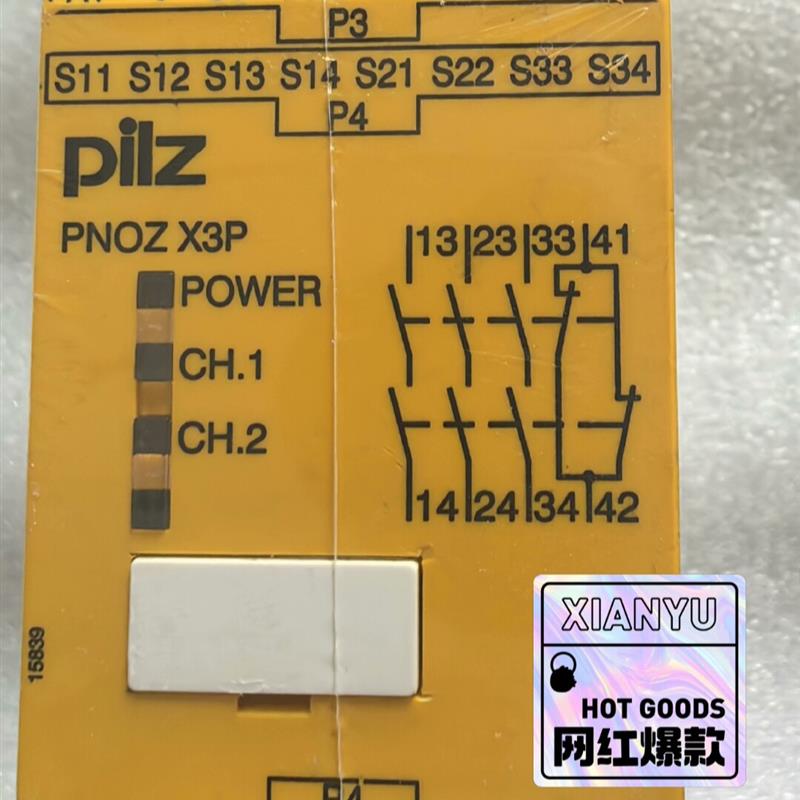 P3
S11 S12 S13 S14 S21 S22 S33 S34
P4
pilz
PNOZ X3P
13 23 33 41
POWER
CH.1
CH.2
14 24 34 42
15839
XIANYU
HOT GOODS
网红爆款
P4